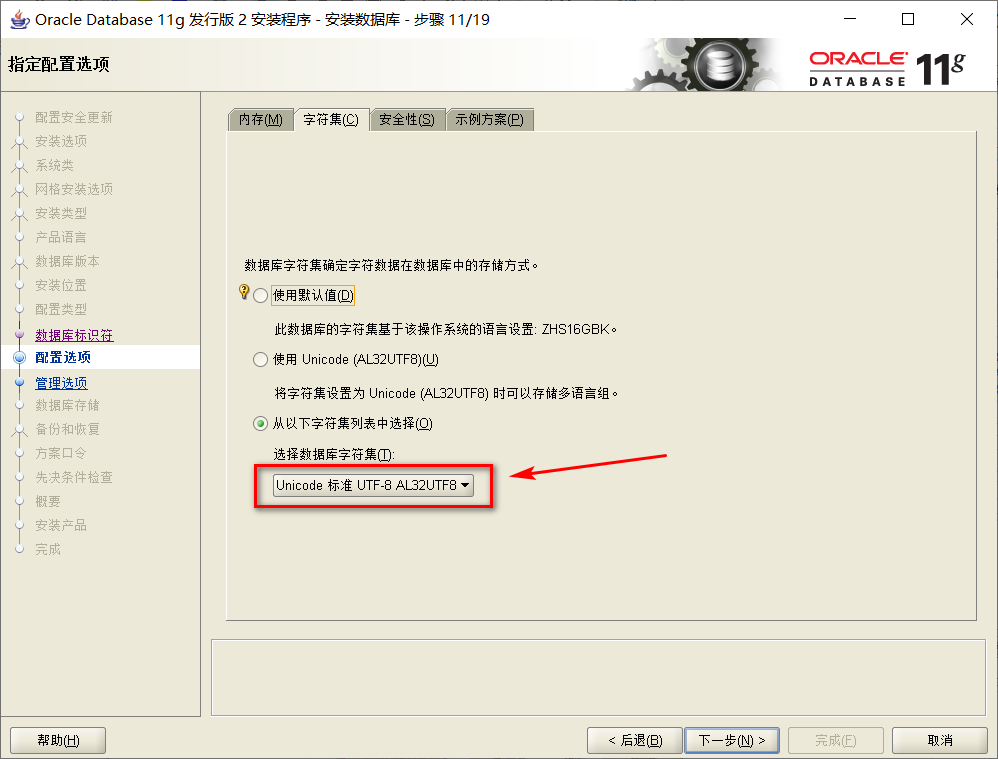 Oracle Database 11g 发行版 2 安装程序 - 安装数据库 - 步骤 11/19
指定配置选项
ORACLE
DATABASE
11g
配置安全更新
安装选项
系统类
网格安装选项
安装类型
产品语言
数据库版本
安装位置
配置类型
数据库标识符
配置选项
管理选项
数据库存储
备份和恢复
方案口令
先决条件检查
概要
安装产品
完成
内存(M) 字符集(C) 安全性(S) 示例方案(P)
数据库字符集确定字符数据在数据库中的存储方式。
使用默认值(D)
此数据库的字符集基于该操作系统的语言设置: ZHS16GBK。
使用 Unicode (AL32UTF8)(U)
将字符集设置为 Unicode (AL32UTF8) 时可以存储多语言组。
从以下字符集列表中选择(O)
选择数据库字符集(T):
Unicode 标准 UTF-8 AL32UTF8
帮助(H) < 后退(B) 下一步(N) > 完成(F) 取消